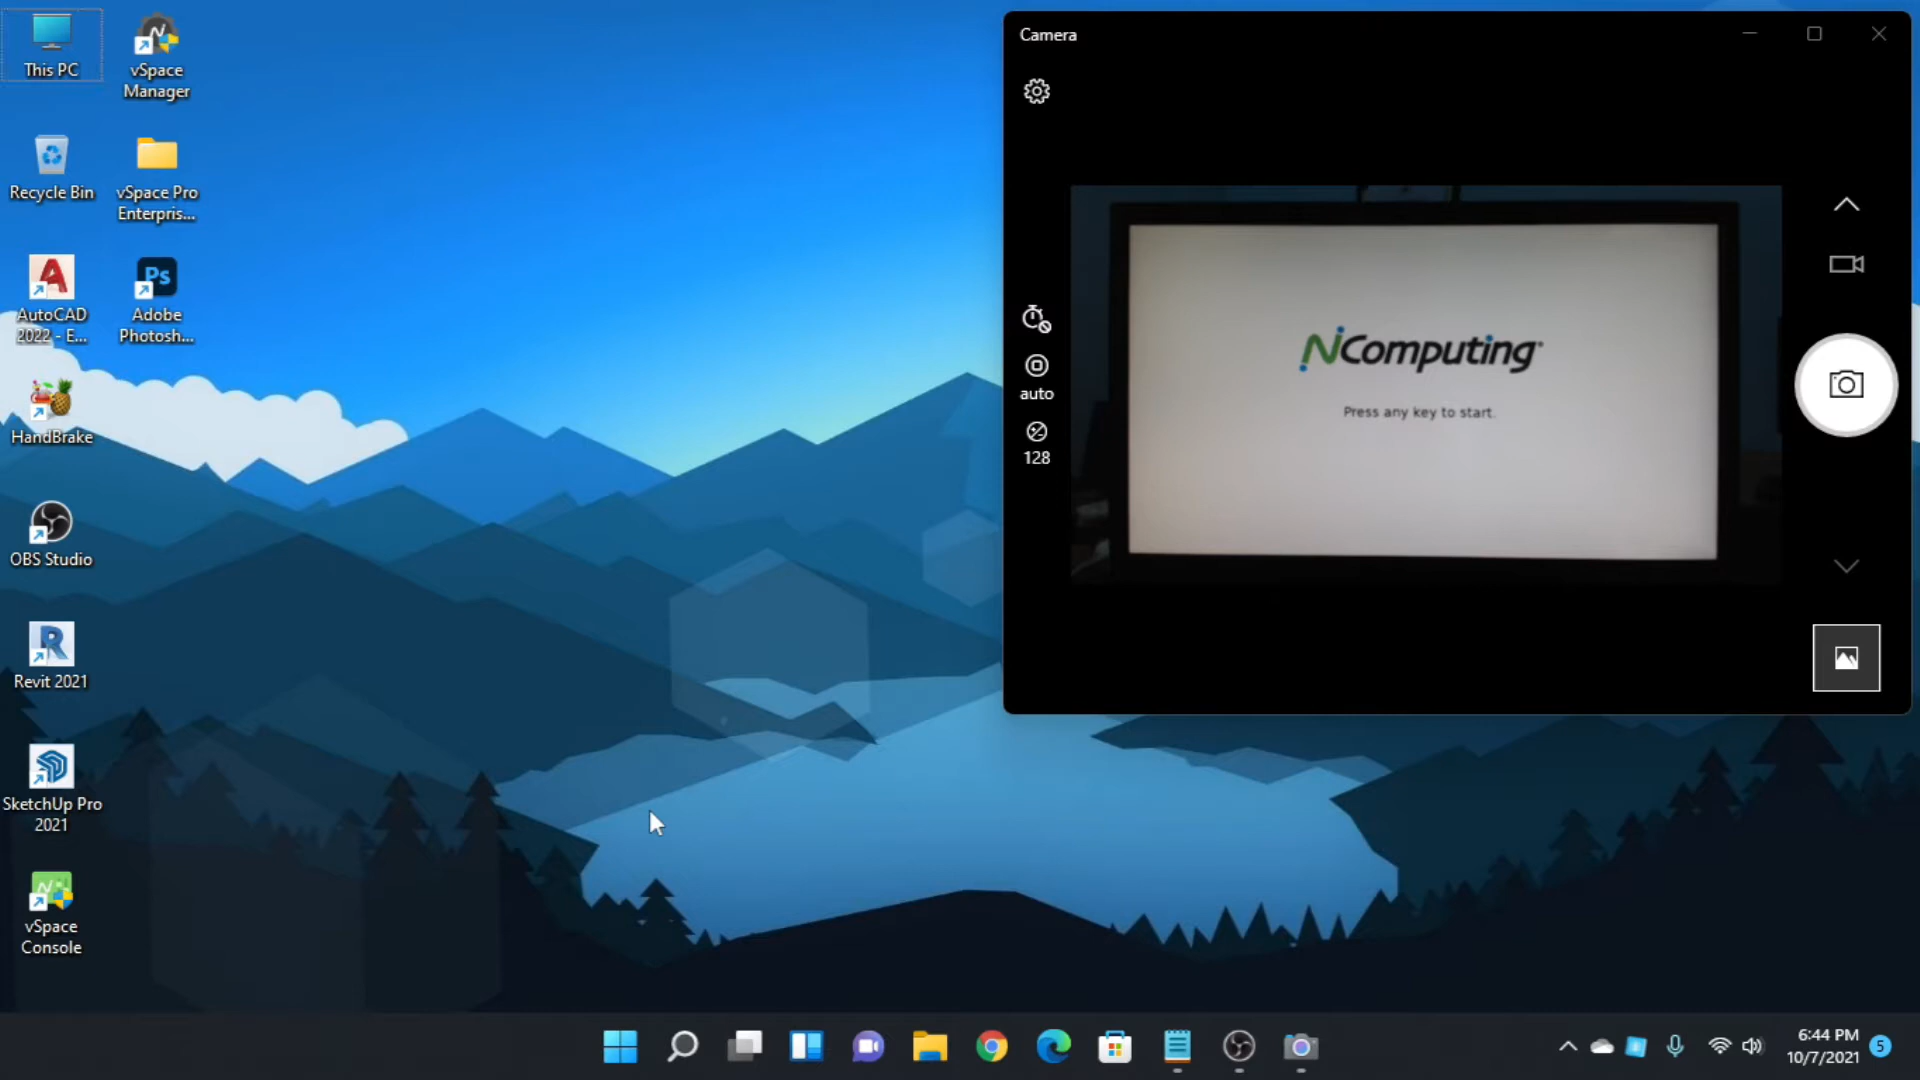 This PC
vSpace
Manager
Recycle Bin
vSpace Pro
Enterpris...
AutoCAD
2022 - E...
Ps
Adobe
Photosh...
HandBrake
OBS Studio
R
Revit 2021
SketchUp Pro
2021
vSpace
Console
Camera
auto
128
NComputing
Press any key to start.
6:44 PM
10/7/2021
5